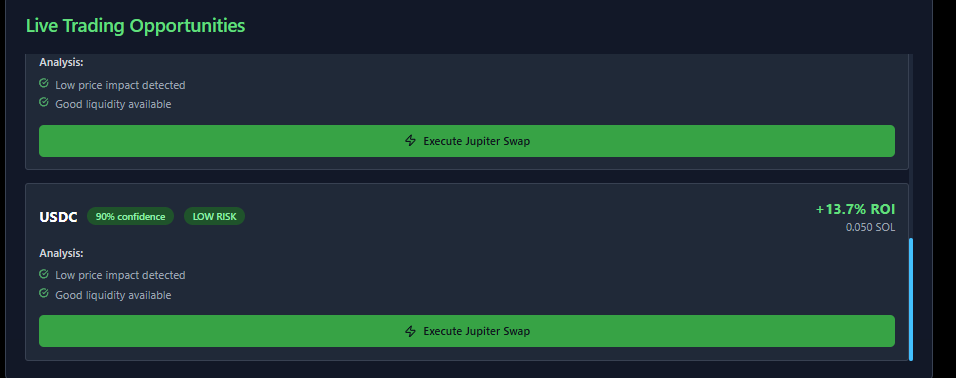 Live Trading Opportunities
Analysis:
Low price impact detected
Good liquidity available
Execute Jupiter Swap
USDC 90% confidence LOW RISK +13.7% ROI
0.050 SOL
Analysis:
Low price impact detected
Good liquidity available
Execute Jupiter Swap